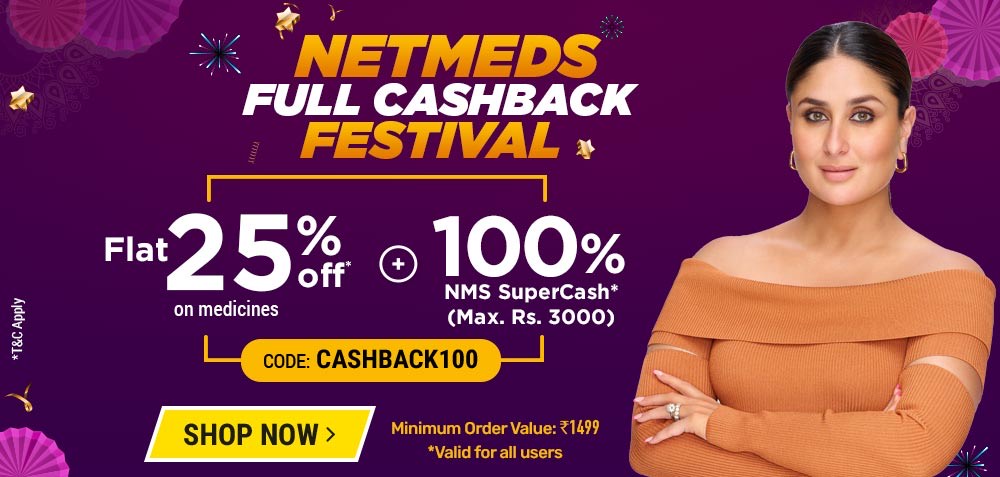 NETMEDS
FULL CASHBACK
FESTIVAL
Flat 25% off*
on medicines
+
100%
NMS SuperCash*
(Max. Rs. 3000)
CODE: CASHBACK100
SHOP NOW >
Minimum Order Value: ₹1499
*Valid for all users
*T&C Apply